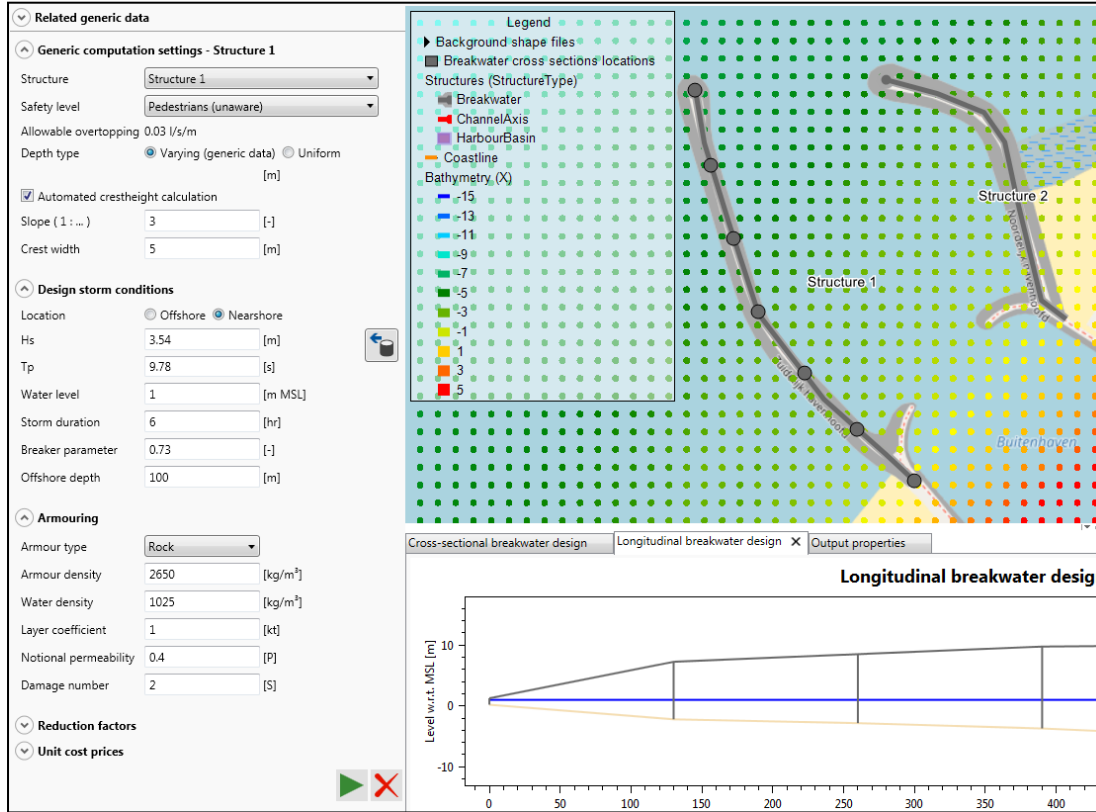 Related generic data
Generic computation settings - Structure 1
Structure Structure 1
Safety level Pedestrians (unaware)
Allowable overtopping 0.03 l/s/m
Depth type Varying (generic data) Uniform
[m]
Automated crestheight calculation
Slope ( 1 : ... ) 3 [-]
Crest width 5 [m]
Design storm conditions
Location Offshore Nearshore
Hs 3.54 [m]
Tp 9.78 [s]
Water level 1 [m MSL]
Storm duration 6 [hr]
Breaker parameter 0.73 [-]
Offshore depth 100 [m]
Armouring
Armour type Rock
Armour density 2650 [kg/m³]
Water density 1025 [kg/m³]
Layer coefficient 1 [kt]
Notional permeability 0.4 [P]
Damage number 2 [S]
Reduction factors
Unit cost prices
Legend
Background shape files
Breakwater cross sections locations
Structures (StructureType)
Breakwater
ChannelAxis
HarbourBasin
Coastline
Bathymetry (X)
-15
-13
-11
-9
-7
-5
-3
-1
1
3
5
Structure 2
Noordelijk havenhoofd
Structure 1
Zuidelijk havenhoofd
Buitenhaven
Cross-sectional breakwater design Longitudinal breakwater design X Output properties
Longitudinal breakwater desig
Level w.r.t. MSL [m]
10
0
-10
0 50 100 150 200 250 300 350 400